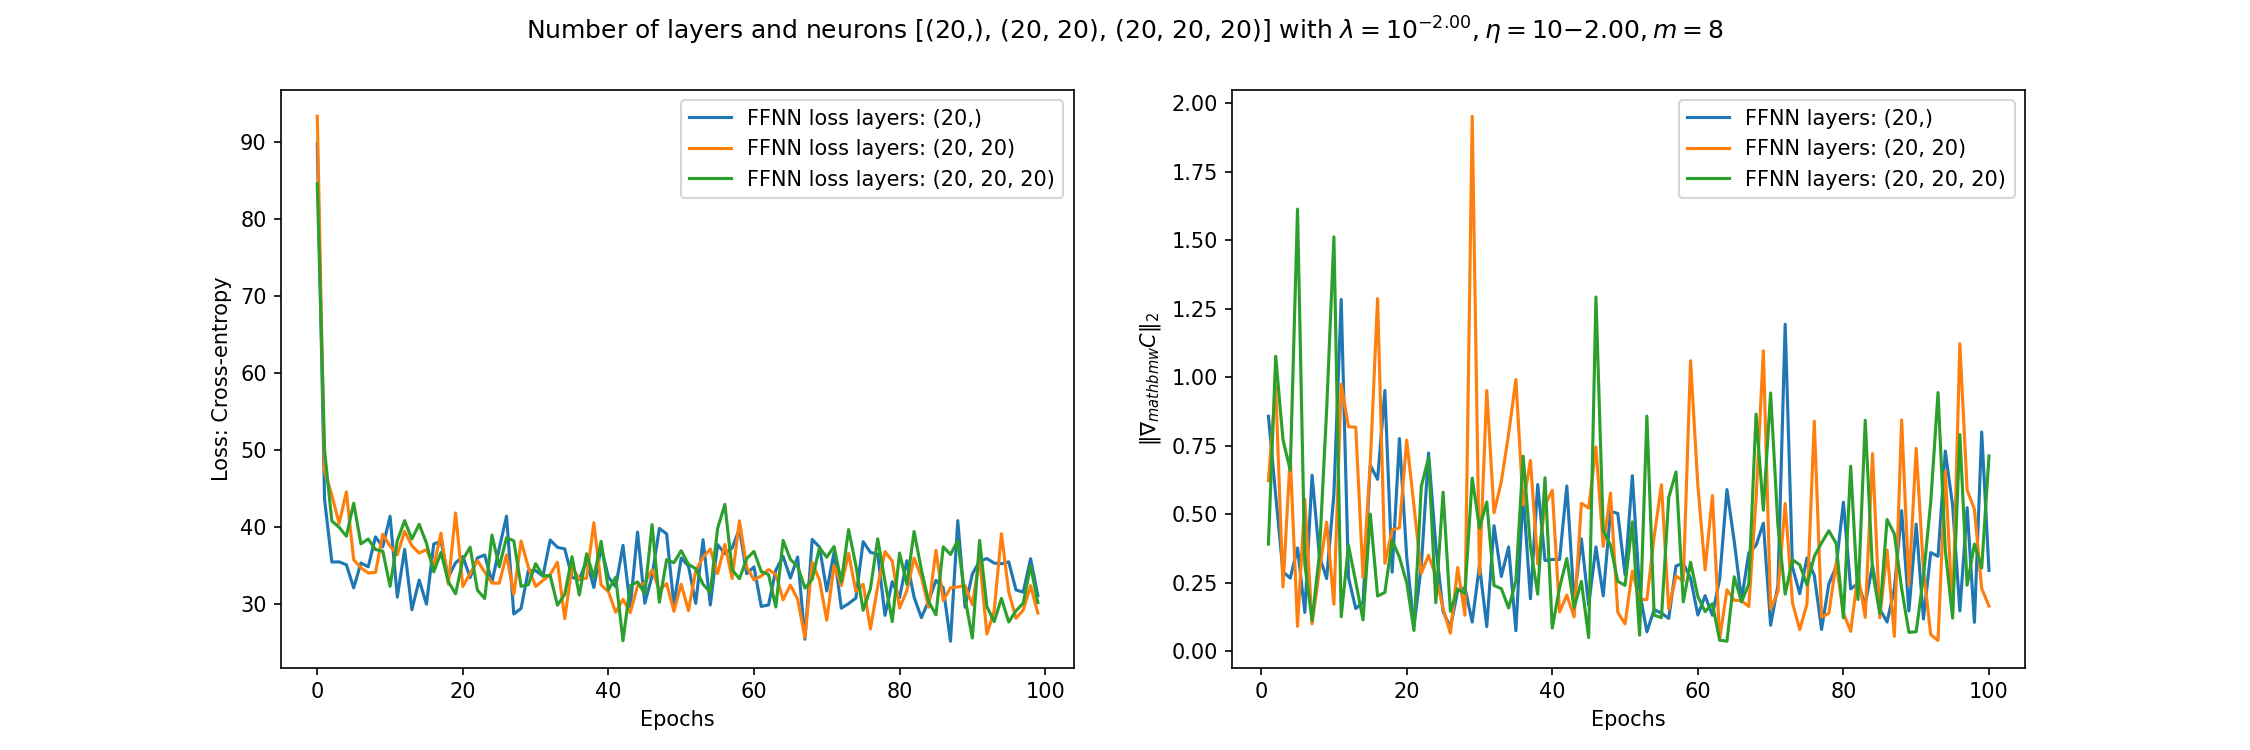 Number of layers and neurons [(20,), (20, 20), (20, 20, 20)] with λ = 10^{−2.00}, η = 10−2.00, m = 8
FFNN loss layers: (20,)
FFNN loss layers: (20, 20)
FFNN loss layers: (20, 20, 20)
Loss: Cross-entropy
90
80
70
60
50
40
30
0 20 40 60 80 100
Epochs
FFNN layers: (20,)
FFNN layers: (20, 20)
FFNN layers: (20, 20, 20)
‖∇_{mathbmw}C‖₂
2.00
1.75
1.50
1.25
1.00
0.75
0.50
0.25
0.00
0 20 40 60 80 100
Epochs